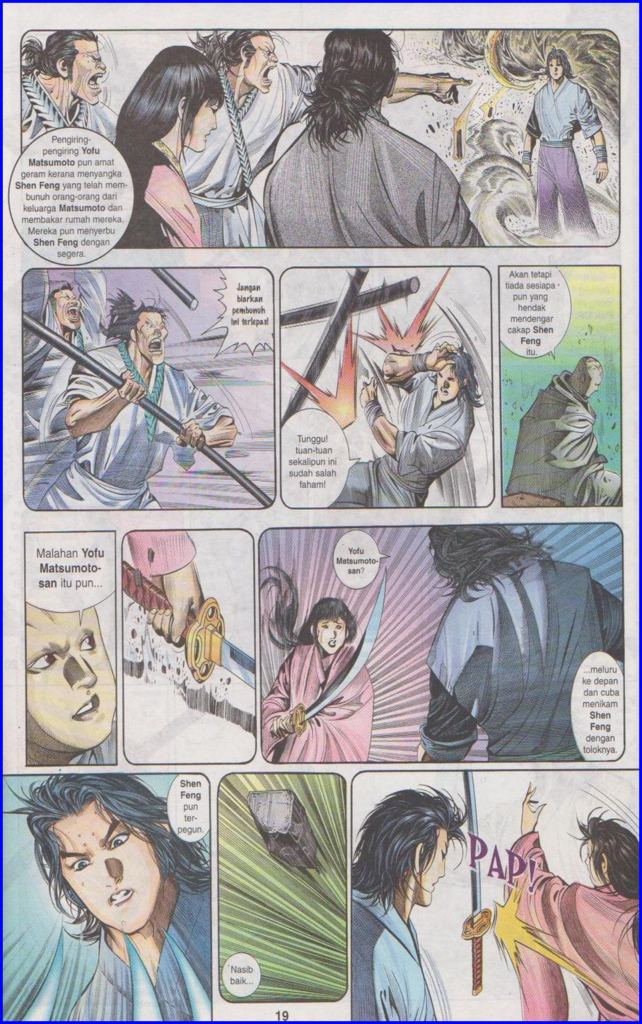 Pengiring-
pengiring Yofu
Matsumoto pun amat
geram kerana menyangka
Shen Feng yang telah mem-
bunuh orang-orang dari
keluarga Matsumoto dan
membakar rumah mereka.
Mereka pun menyerbu
Shen Feng dengan
segera.
Jangan
biarkan
pembunuh
ini terlepas!
Tunggu!
tuan-tuan
sekalipun ini
sudah salah
faham!
Akan tetapi
tiada sesiapa
pun yang
hendak
mendengar
cakap Shen
Feng
itu.
Malahan Yofu
Matsumoto-
san itu pun...
Yofu
Matsumoto-
san?
...meluru
ke depan
dan cuba
menikam
Shen
Feng
dengan
toloknya.
Shen
Feng
pun
ter-
pegun.
Nasib
baik...
PAP!
19